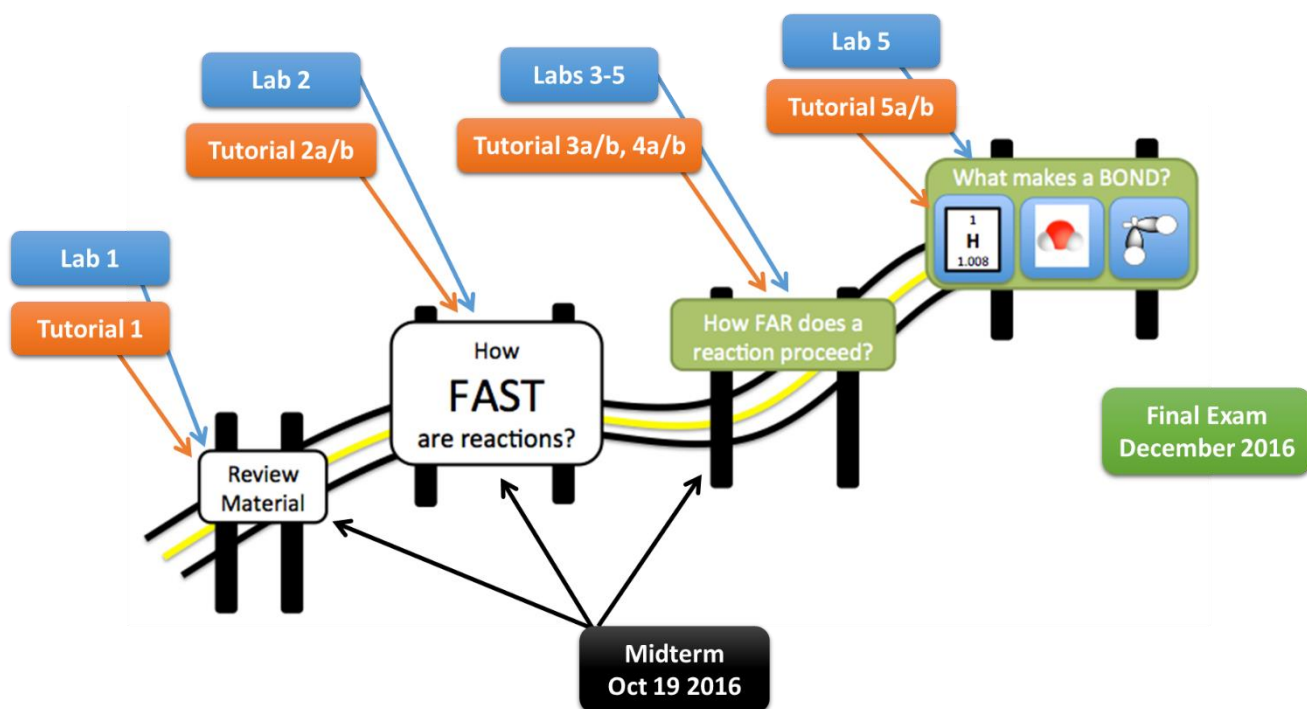 Lab 1
Tutorial 1
Review
Material
Lab 2
Tutorial 2a/b
How
FAST
are reactions?
Labs 3-5
Tutorial 3a/b, 4a/b
How FAR does a
reaction proceed?
Lab 5
Tutorial 5a/b
What makes a BOND?
1
H
1.008
Midterm
Oct 19 2016
Final Exam
December 2016